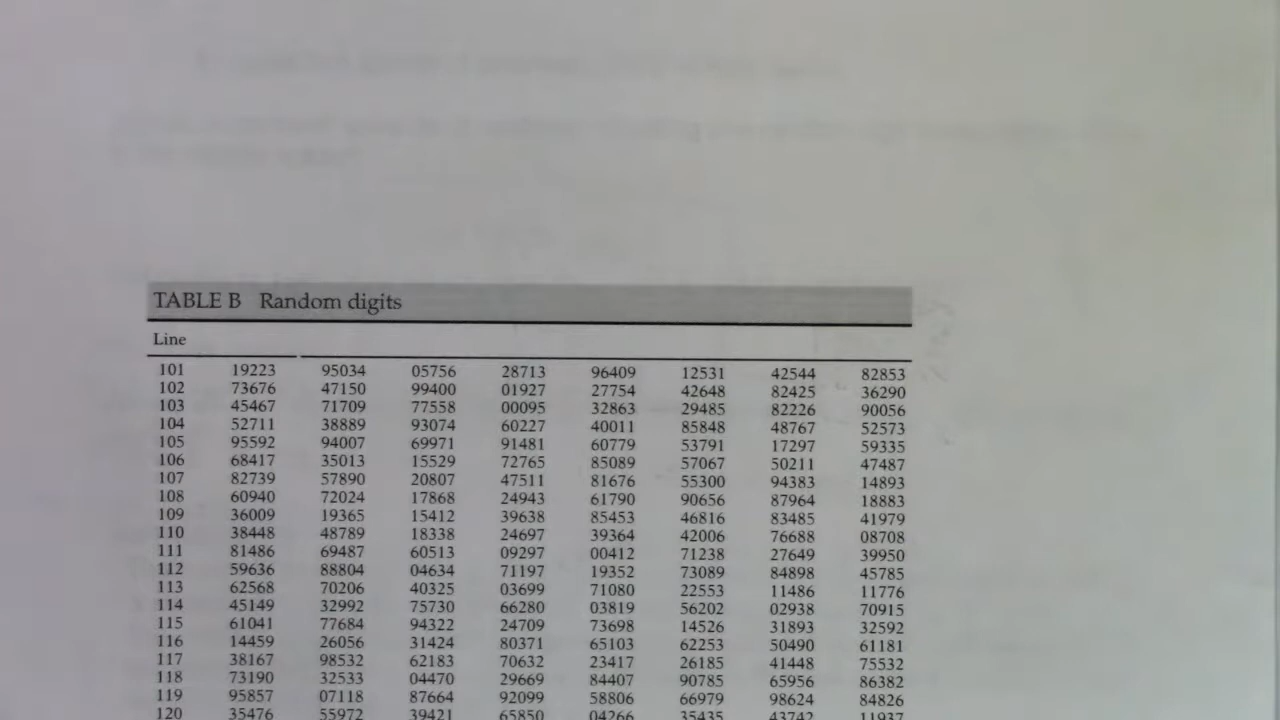 TABLE B Random digits
Line
101 19223 95034 05756 28713 96409 12531 42544 82853
102 73676 47150 99400 01927 27754 42648 82425 36290
103 45467 71709 77558 00095 32863 29485 82226 90056
104 52711 38889 93074 60227 40011 85848 48767 52573
105 95592 94007 69971 91481 60779 53791 17297 59335
106 68417 35013 15529 72765 85089 57067 50211 47487
107 82739 57890 20807 47511 81676 55300 94383 14893
108 60940 72024 17868 24943 61790 90656 87964 18883
109 36009 19365 15412 39638 85453 46816 83485 41979
110 38448 48789 18338 24697 39364 42006 76688 08708
111 81486 69487 60513 09297 00412 71238 27649 39950
112 59636 88804 04634 71197 19352 73089 84898 45785
113 62568 70206 40325 03699 71080 22553 11486 11776
114 45149 32992 75730 66280 03819 56202 02938 70915
115 61041 77684 94322 24709 73698 14526 31893 32592
116 14459 26056 31424 80371 65103 62253 50490 61181
117 38167 98532 62183 70632 23417 26185 41448 75532
118 73190 32533 04470 29669 84407 90785 65956 86382
119 95857 07118 87664 92099 58806 66979 98624 84826
120 35476 55972 39421 65850 04266 35435 43742 11937